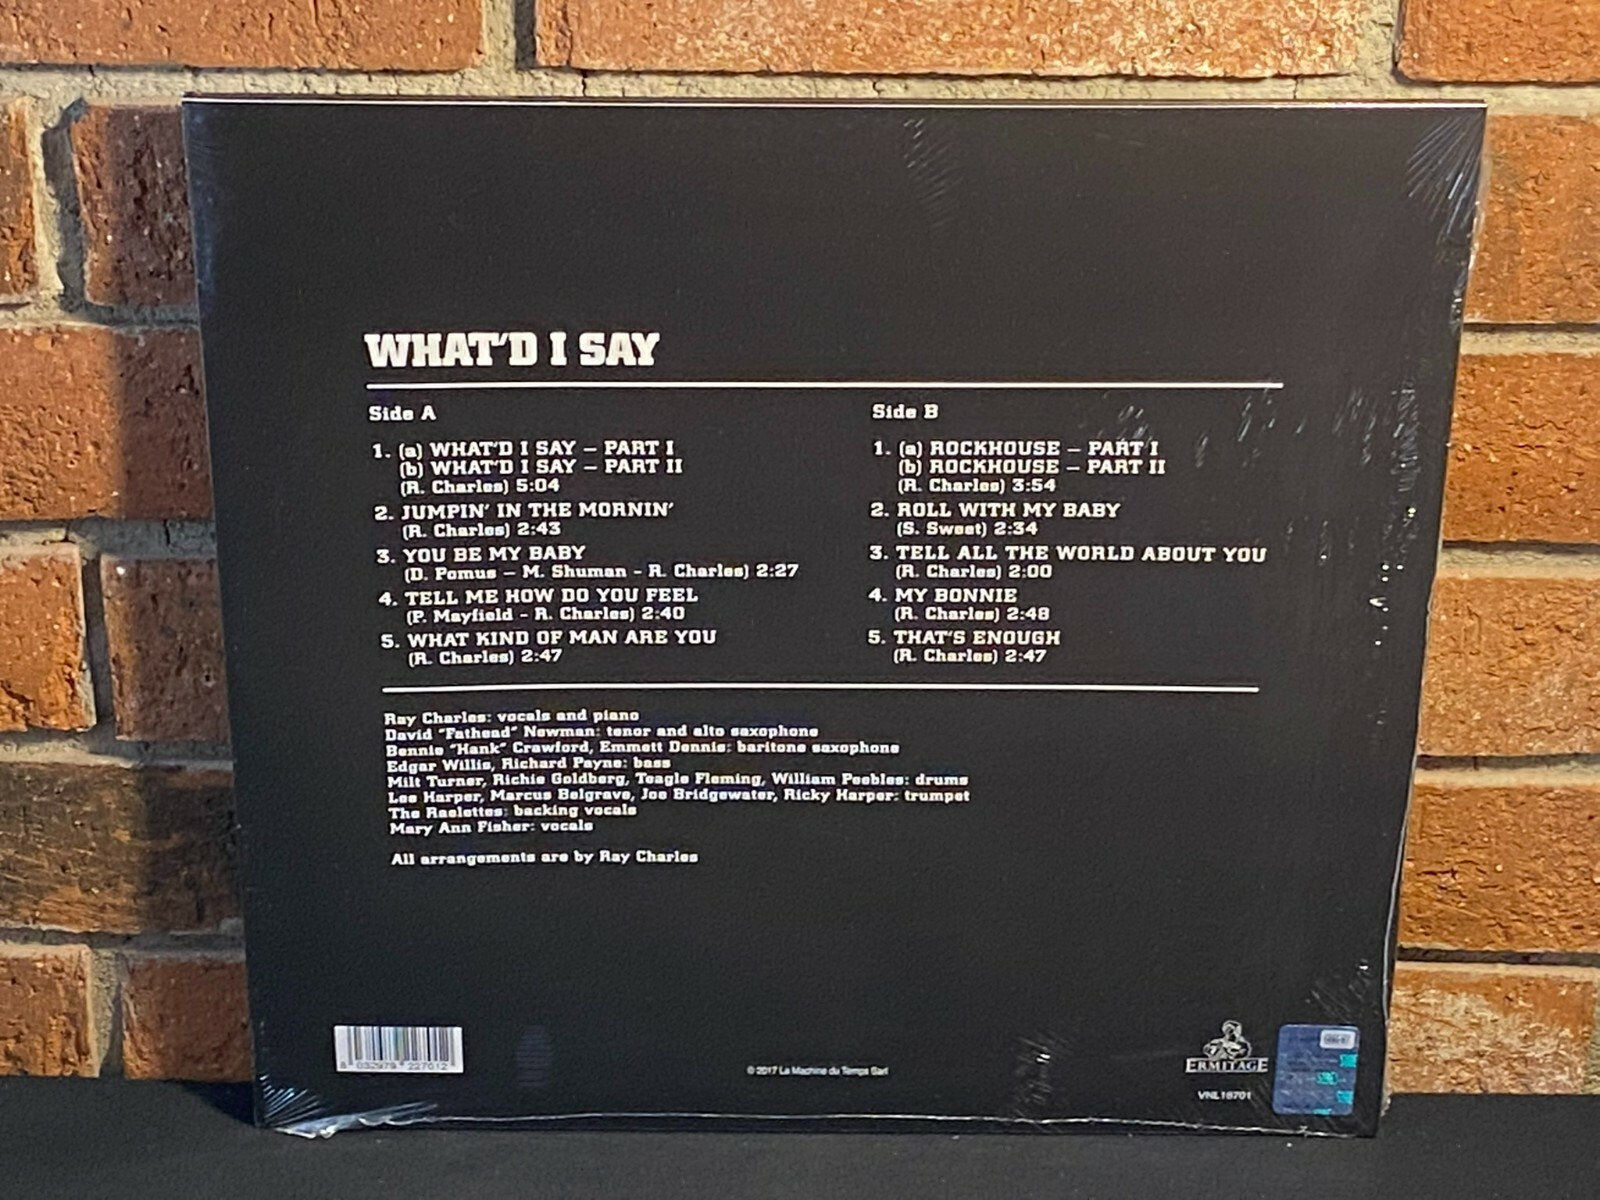 WHAT'D I SAY
Side A
1. (a) WHAT'D I SAY – PART I
(b) WHAT'D I SAY – PART II
(R. Charles) 5:04
2. JUMPIN' IN THE MORNIN'
(R. Charles) 2:43
3. YOU BE MY BABY
(D. Pomus – M. Shuman - R. Charles) 2:27
4. TELL ME HOW DO YOU FEEL
(P. Mayfield - R. Charles) 2:40
5. WHAT KIND OF MAN ARE YOU
(R. Charles) 2:47
Side B
1. (a) ROCKHOUSE – PART I
(b) ROCKHOUSE – PART II
(R. Charles) 3:54
2. ROLL WITH MY BABY
(S. Sweet) 2:34
3. TELL ALL THE WORLD ABOUT YOU
(R. Charles) 2:00
4. MY BONNIE
(R. Charles) 2:48
5. THAT'S ENOUGH
(R. Charles) 2:47
Ray Charles: vocals and piano
David "Fathead" Newman: tenor and alto saxophone
Bennie "Hank" Crawford, Emmett Dennis: baritone saxophone
Edgar Willis, Richard Payne: bass
Milt Turner, Richie Goldberg, Teagle Fleming, William Peebles: drums
Lee Harper, Marcus Belgrave, Joe Bridgewater, Ricky Harper: trumpet
The Raelettes: backing vocals
Mary Ann Fisher: vocals
All arrangements are by Ray Charles
8 032979 227012
© 2017 La Machine du Temps Sarl
ERMITAGE
VNL18701